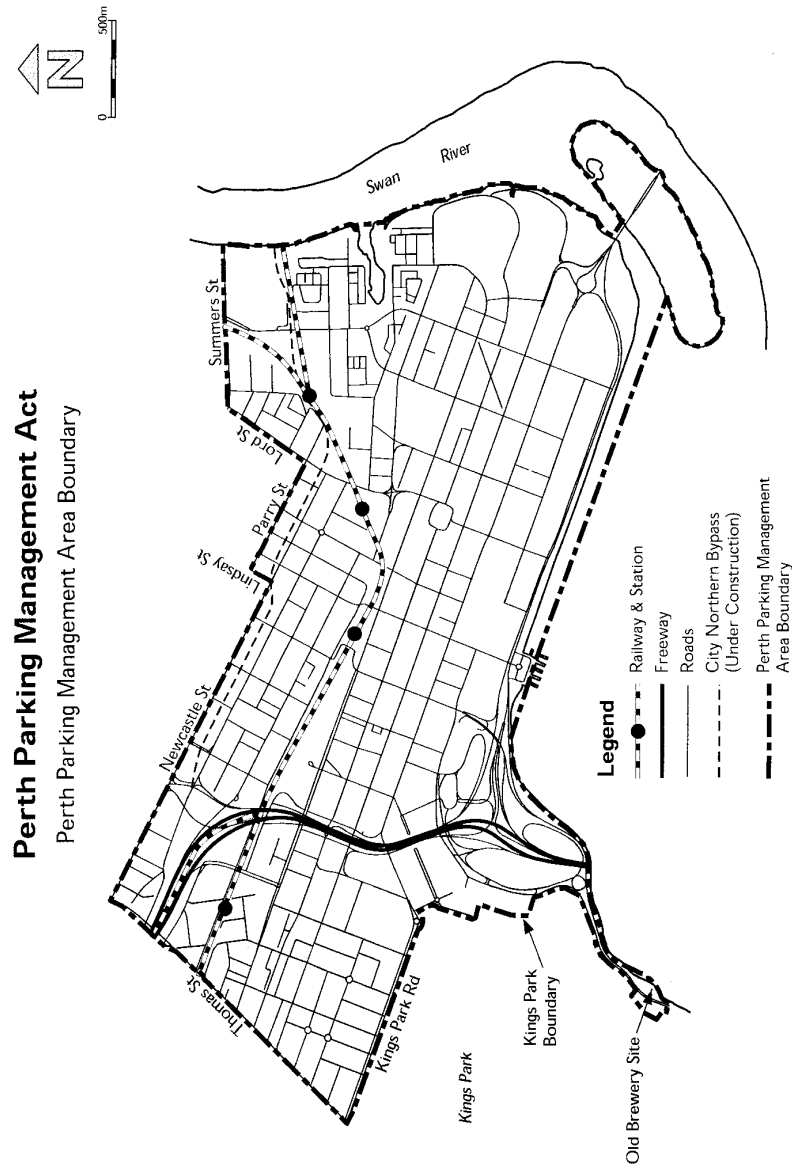 Perth Parking Management Act
Perth Parking Management Area Boundary
N
0 500m
Summers St
Lord St
Parry St
Lindsay St
Newcastle St
Thomas St
Kings Park Rd
Kings Park
Kings Park
Boundary
Old Brewery Site
Swan River
Legend
Railway & Station
Freeway
Roads
City Northern Bypass
(Under Construction)
Perth Parking Management
Area Boundary